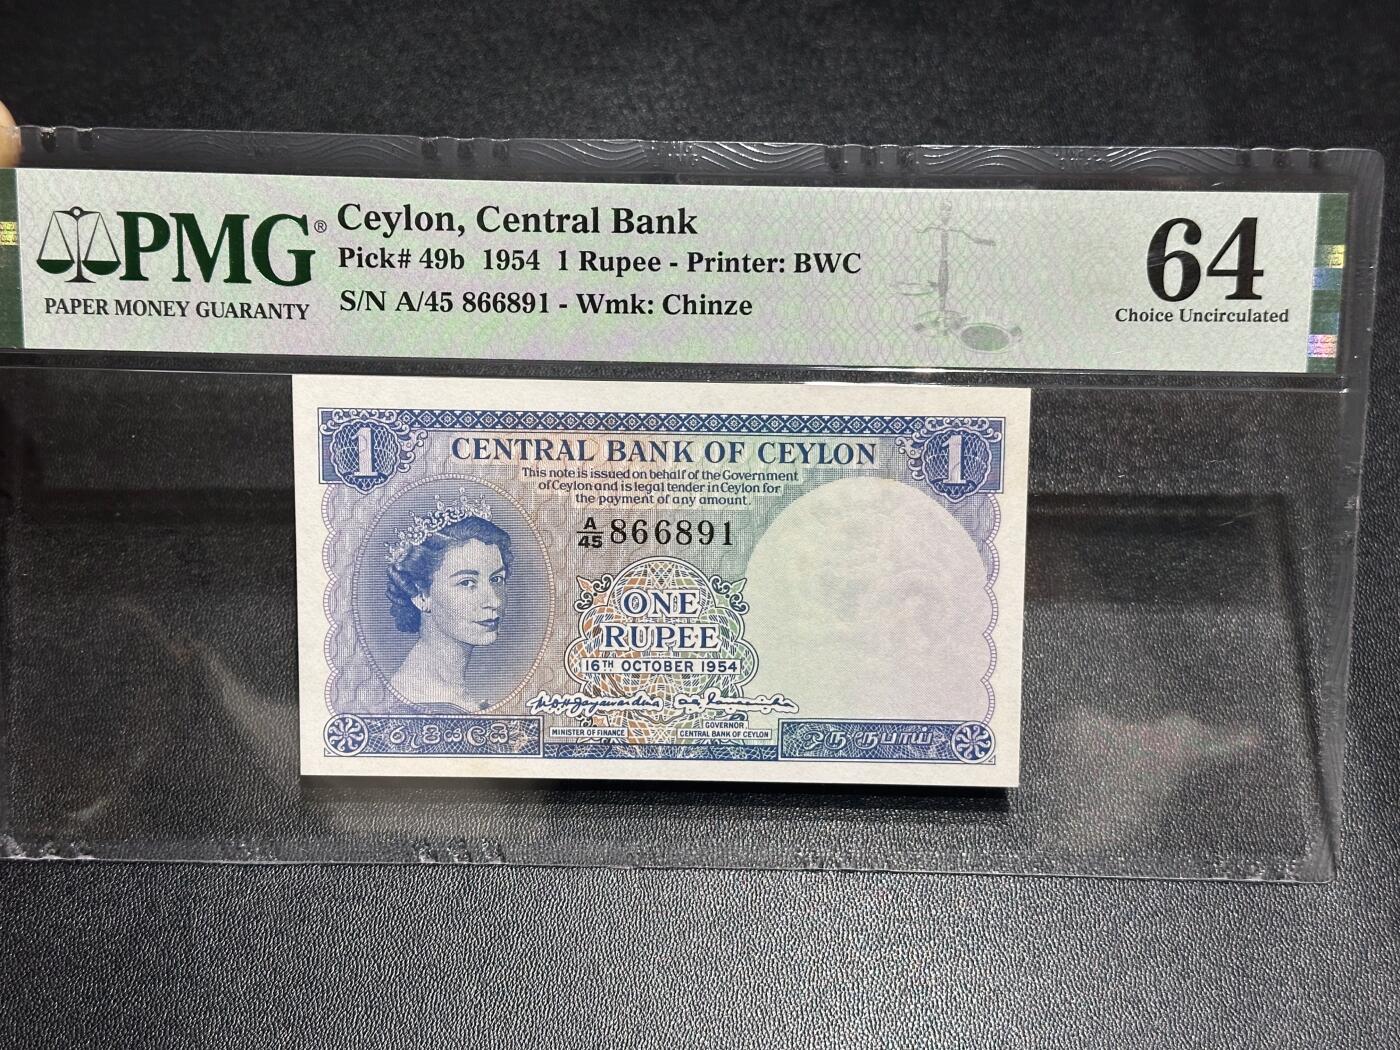 PMG®
PAPER MONEY GUARANTY
Ceylon, Central Bank
Pick# 49b 1954 1 Rupee - Printer: BWC
S/N A/45 866891 - Wmk: Chinze
64
Choice Uncirculated
1
1
CENTRAL BANK OF CEYLON
This note is issued on behalf of the Government
of Ceylon and is legal tender in Ceylon for
the payment of any amount.
A/45 866891
ONE
RUPEE
16TH OCTOBER 1954
MINISTER OF FINANCE
GOVERNOR
CENTRAL BANK OF CEYLON
රුපියලයි
ஒரு ரூபாய்